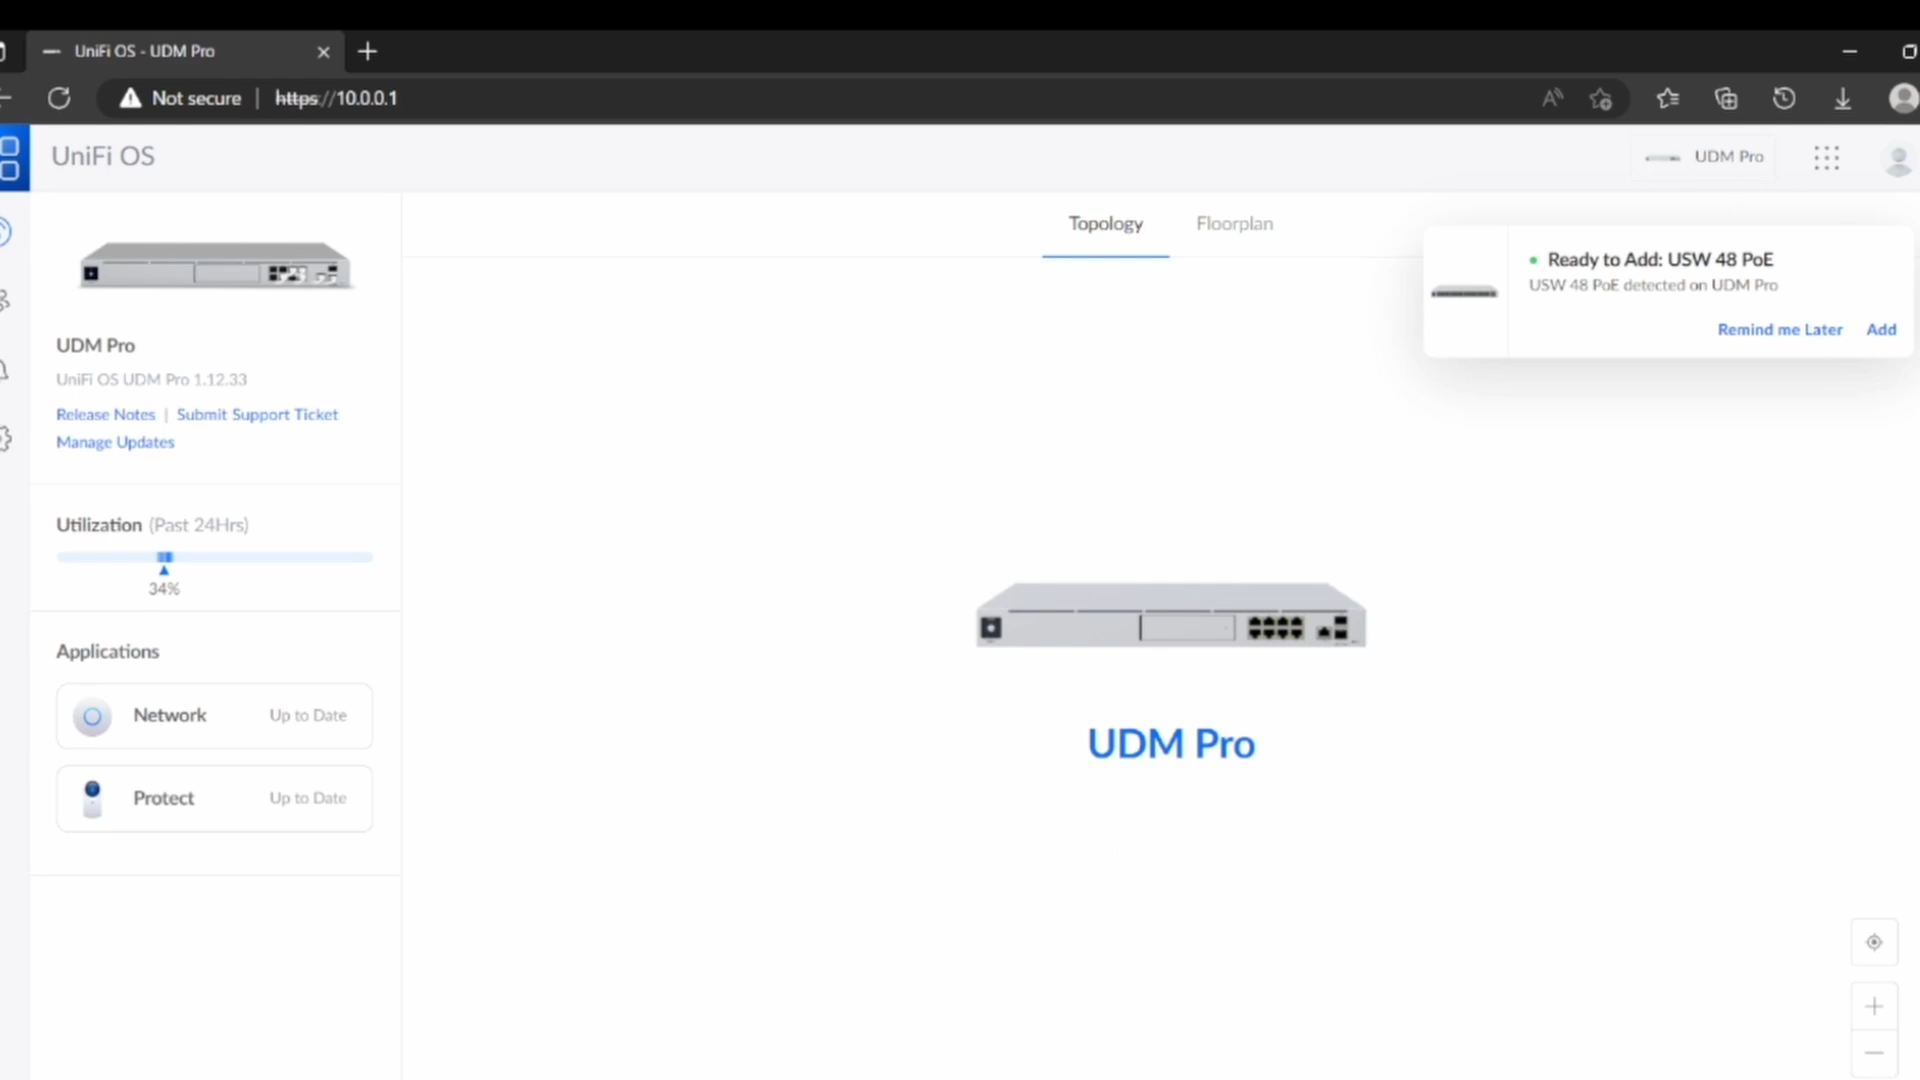 UniFi OS - UDM Pro
Not secure | https://10.0.0.1
UniFi OS
UDM Pro
Topology
Floorplan
Ready to Add: USW 48 PoE
USW 48 PoE detected on UDM Pro
Remind me Later
Add
UDM Pro
UniFi OS UDM Pro 1.12.33
Release Notes | Submit Support Ticket
Manage Updates
Utilization (Past 24Hrs)
34%
Applications
Network Up to Date
Protect Up to Date
UDM Pro